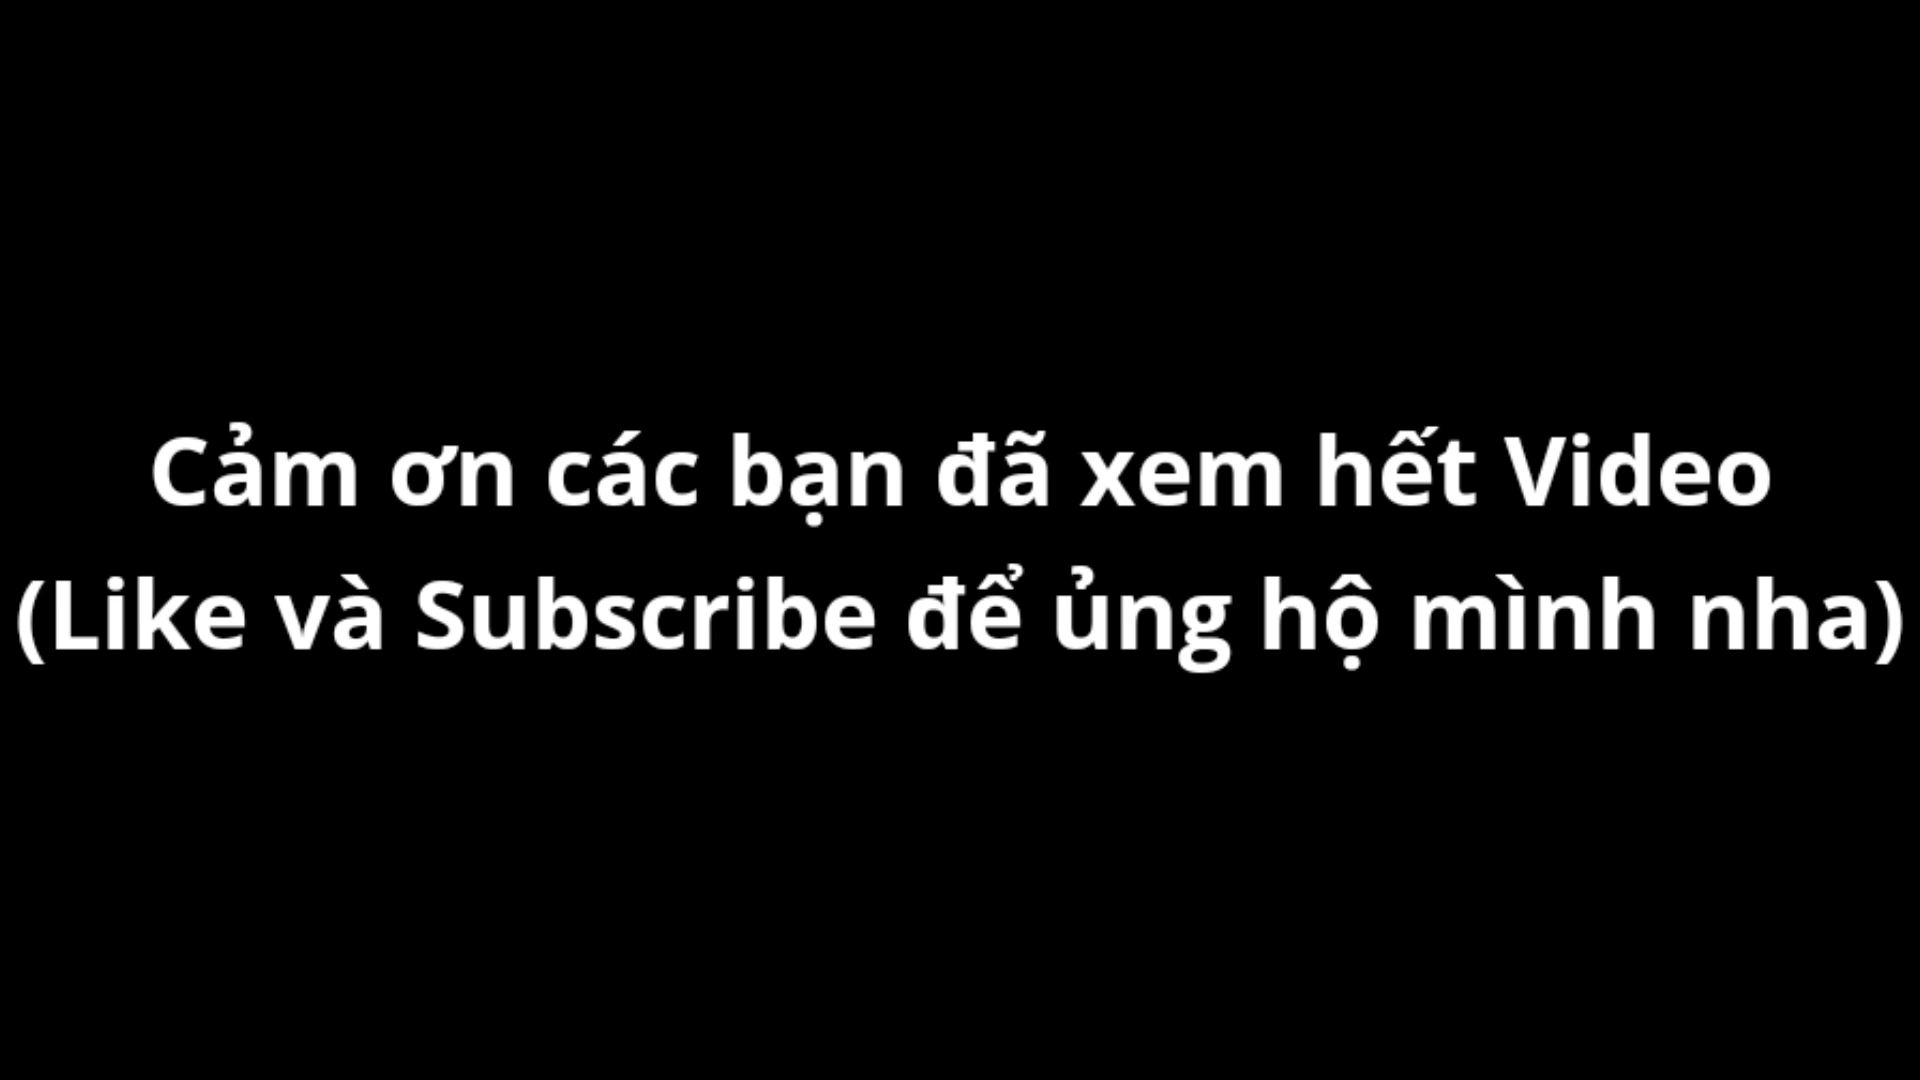 Cảm ơn các bạn đã xem hết Video
(Like và Subscribe để ủng hộ mình nha)